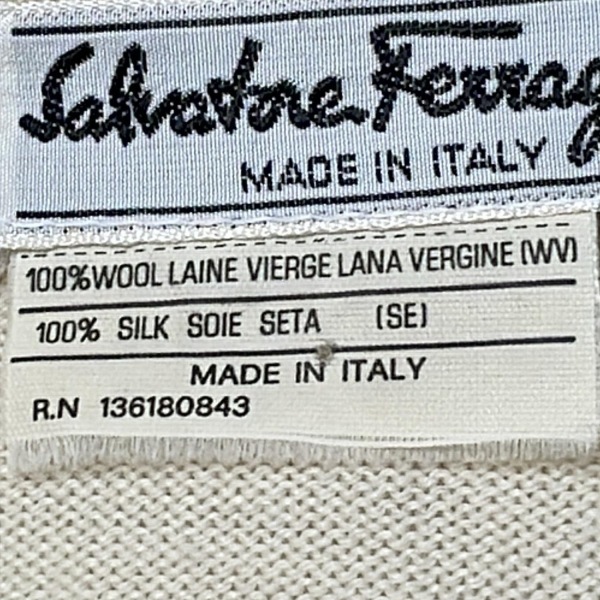 Salvatore Ferrag
MADE IN ITALY
100%WOOL LAINE VIERGE LANA VERGINE (WV)
100% SILK SOIE SETA (SE)
MADE IN ITALY
R.N 136180843